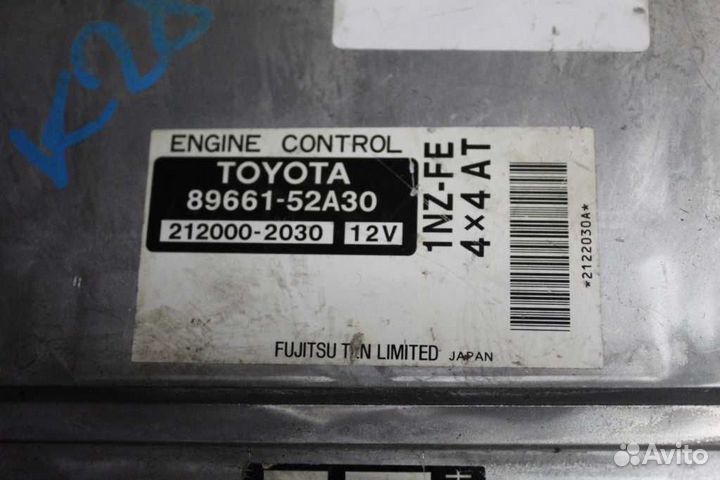 K28
ENGINE CONTROL
TOYOTA
89661-52A30
212000-2030 12V
1NZ-FE
4×4 AT
*2122030A*
FUJITSU TEN LIMITED JAPAN
Avito